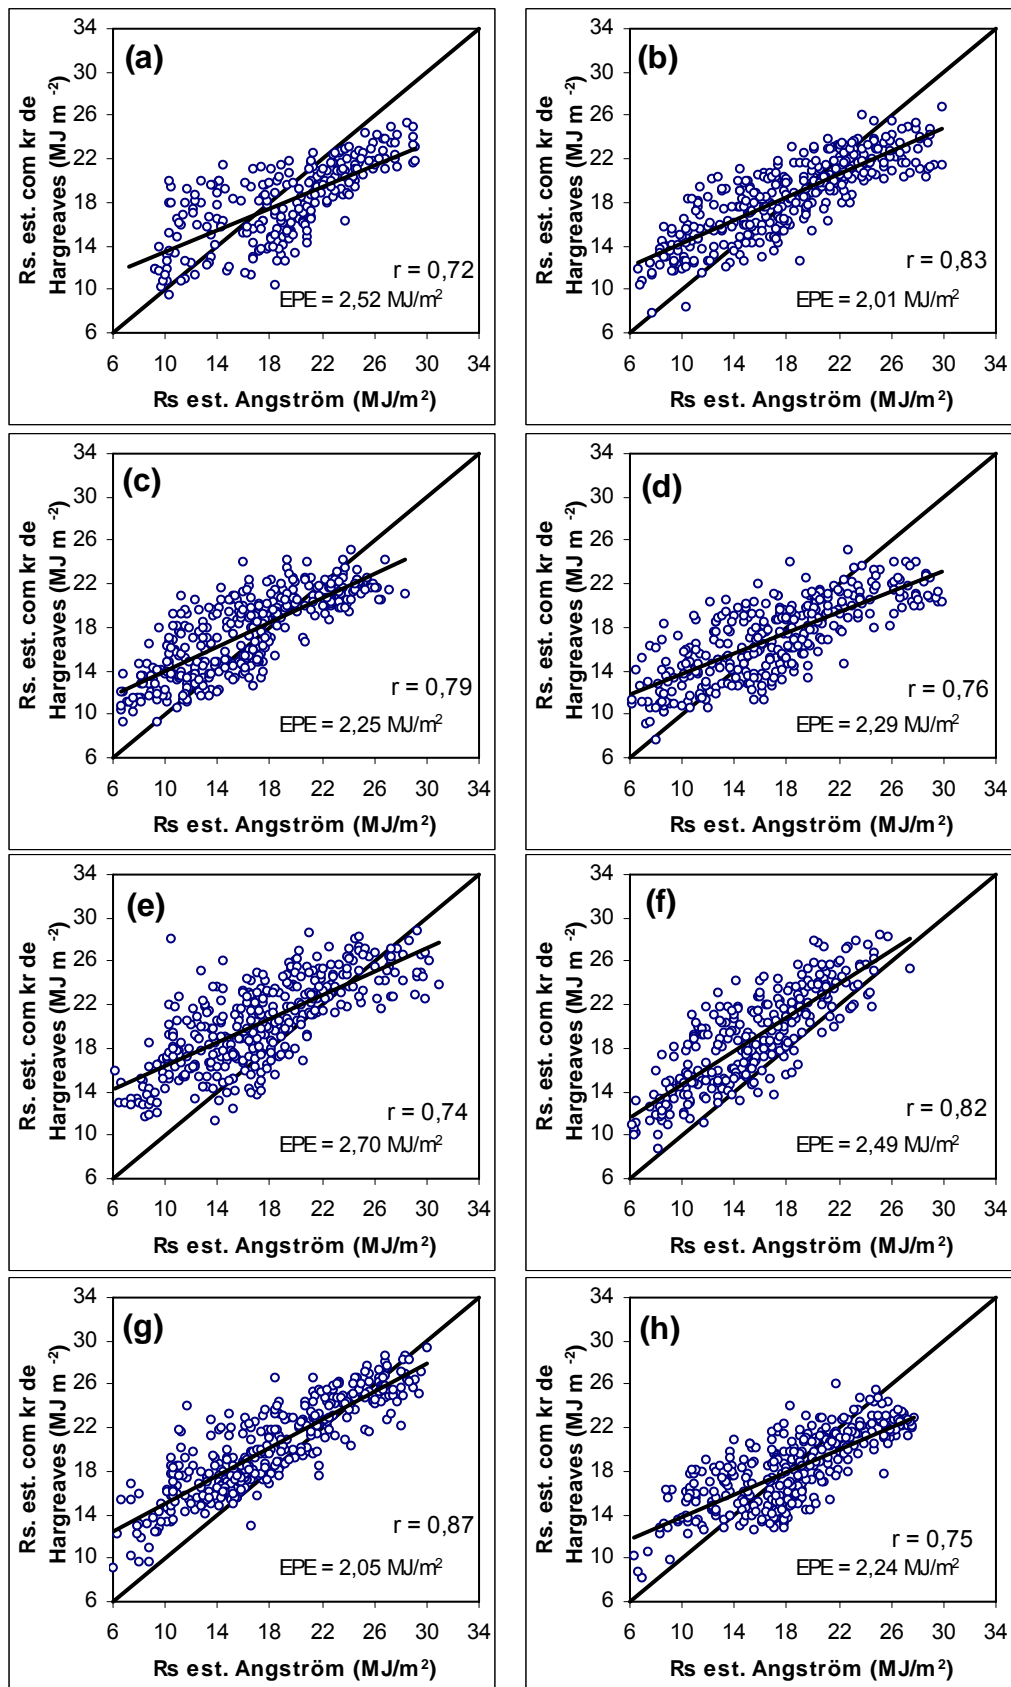 (a)
Rs. est. com kr de
Hargreaves (MJ m -2)
34
30
26
22
18
14
10
6
r = 0,72
EPE = 2,52 MJ/m²
6 10 14 18 22 26 30 34
Rs est. Angström (MJ/m²)
(b)
Rs. est. com kr de
Hargreaves (MJ m -2)
34
30
26
22
18
14
10
6
r = 0,83
EPE = 2,01 MJ/m²
6 10 14 18 22 26 30 34
Rs est. Angström (MJ/m²)
(c)
Rs. est. com kr de
Hargreaves (MJ m -2)
34
30
26
22
18
14
10
6
r = 0,79
EPE = 2,25 MJ/m²
6 10 14 18 22 26 30 34
Rs est. Angström (MJ/m²)
(d)
Rs. est. com kr de
Hargreaves (MJ m -2)
34
30
26
22
18
14
10
6
r = 0,76
EPE = 2,29 MJ/m²
6 10 14 18 22 26 30 34
Rs est. Angström (MJ/m²)
(e)
Rs. est. com kr de
Hargreaves (MJ m -2)
34
30
26
22
18
14
10
6
r = 0,74
EPE = 2,70 MJ/m²
6 10 14 18 22 26 30 34
Rs est. Angström (MJ/m²)
(f)
Rs. est. com kr de
Hargreaves (MJ m -2)
34
30
26
22
18
14
10
6
r = 0,82
EPE = 2,49 MJ/m²
6 10 14 18 22 26 30 34
Rs est. Angström (MJ/m²)
(g)
Rs. est. com kr de
Hargreaves (MJ m -2)
34
30
26
22
18
14
10
6
r = 0,87
EPE = 2,05 MJ/m²
6 10 14 18 22 26 30 34
Rs est. Angström (MJ/m²)
(h)
Rs. est. com kr de
Hargreaves (MJ m -2)
34
30
26
22
18
14
10
6
r = 0,75
EPE = 2,24 MJ/m²
6 10 14 18 22 26 30 34
Rs est. Angström (MJ/m²)